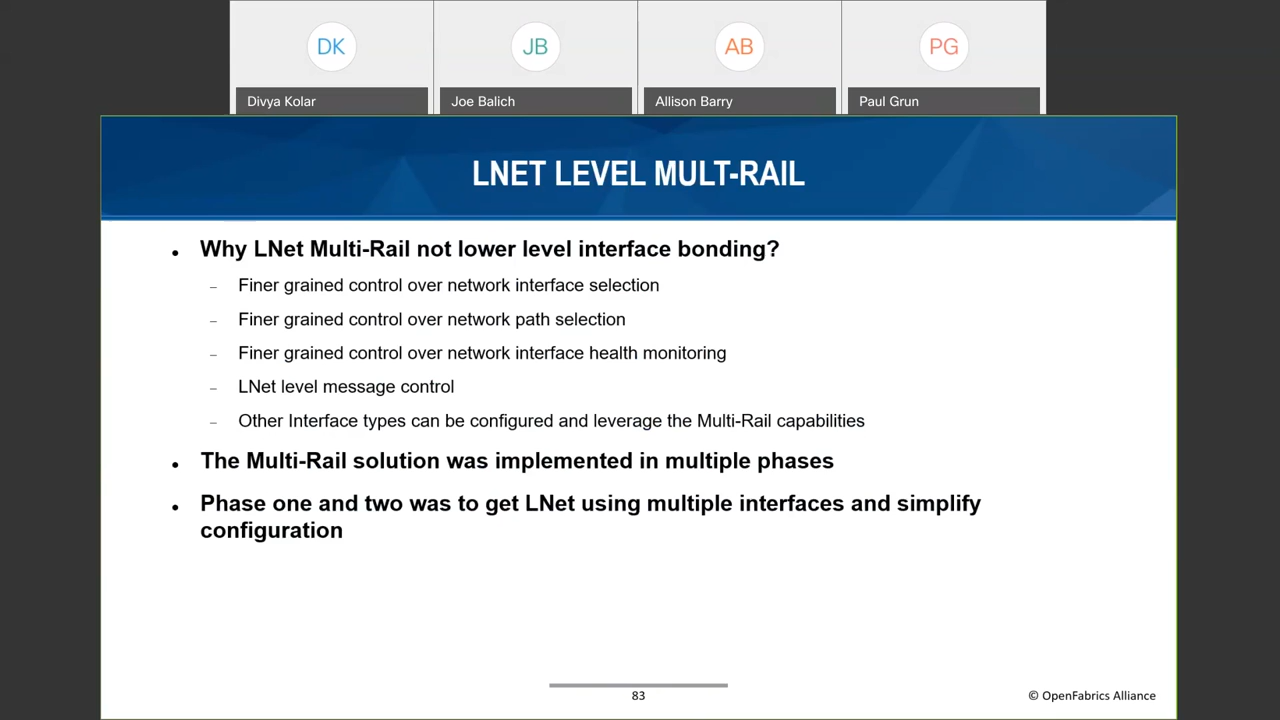 DK
JB
AB
PG
Divya Kolar
Joe Balich
Allison Barry
Paul Grun
LNET LEVEL MULT-RAIL
• Why LNet Multi-Rail not lower level interface bonding?
– Finer grained control over network interface selection
– Finer grained control over network path selection
– Finer grained control over network interface health monitoring
– LNet level message control
– Other Interface types can be configured and leverage the Multi-Rail capabilities
• The Multi-Rail solution was implemented in multiple phases
• Phase one and two was to get LNet using multiple interfaces and simplify
configuration
83
© OpenFabrics Alliance